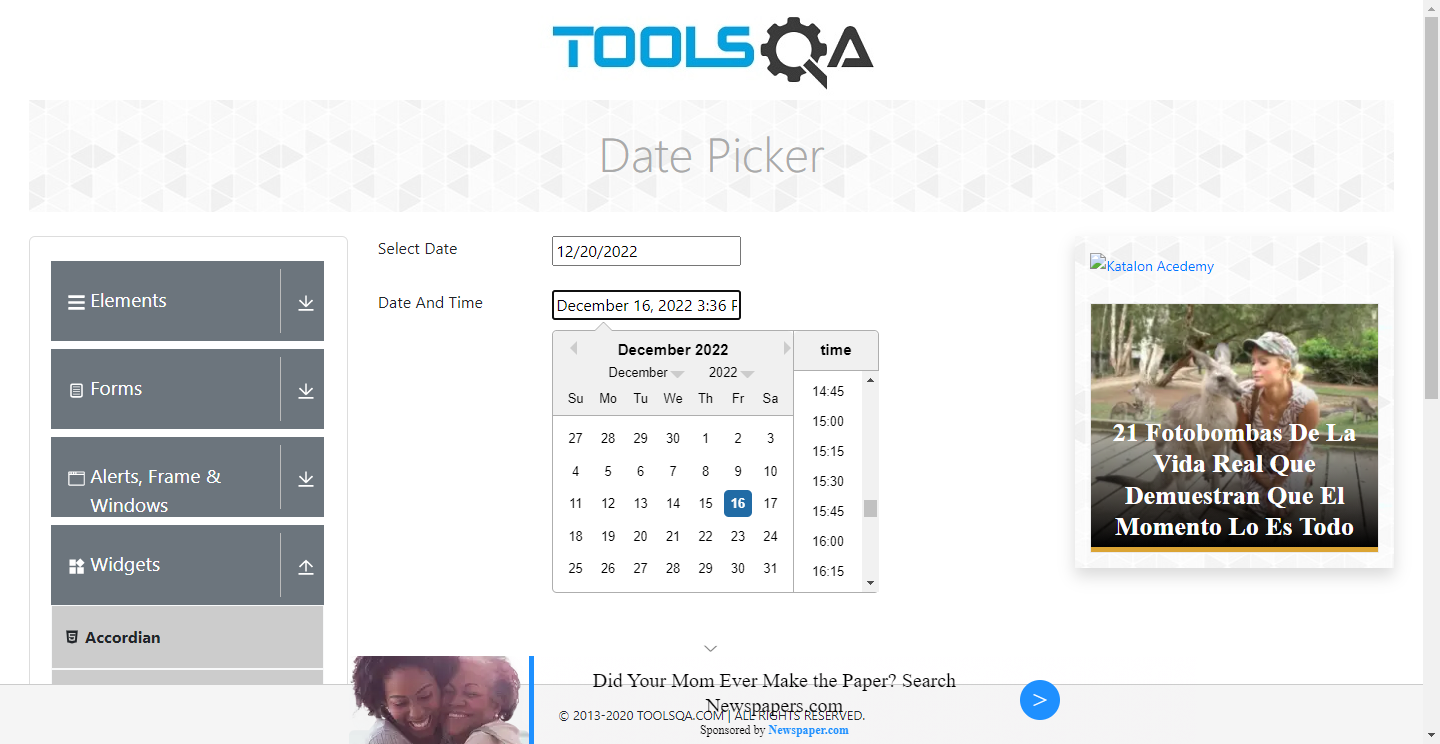 TOOLSQA
Date Picker
Elements
Forms
Alerts, Frame &
Windows
Widgets
Accordian
Select Date
12/20/2022
Date And Time
December 16, 2022 3:36 P
December 2022
December 2022
Su Mo Tu We Th Fr Sa
27 28 29 30 1 2 3
4 5 6 7 8 9 10
11 12 13 14 15 16 17
18 19 20 21 22 23 24
25 26 27 28 29 30 31
time
14:45
15:00
15:15
15:30
15:45
16:00
16:15
Katalon Acedemy
21 Fotobombas De La
Vida Real Que
Demuestran Que El
Momento Lo Es Todo
Did Your Mom Ever Make the Paper? Search
Newspapers.com
© 2013-2020 TOOLSQA.COM | ALL RIGHTS RESERVED.
Sponsored by Newspaper.com
>